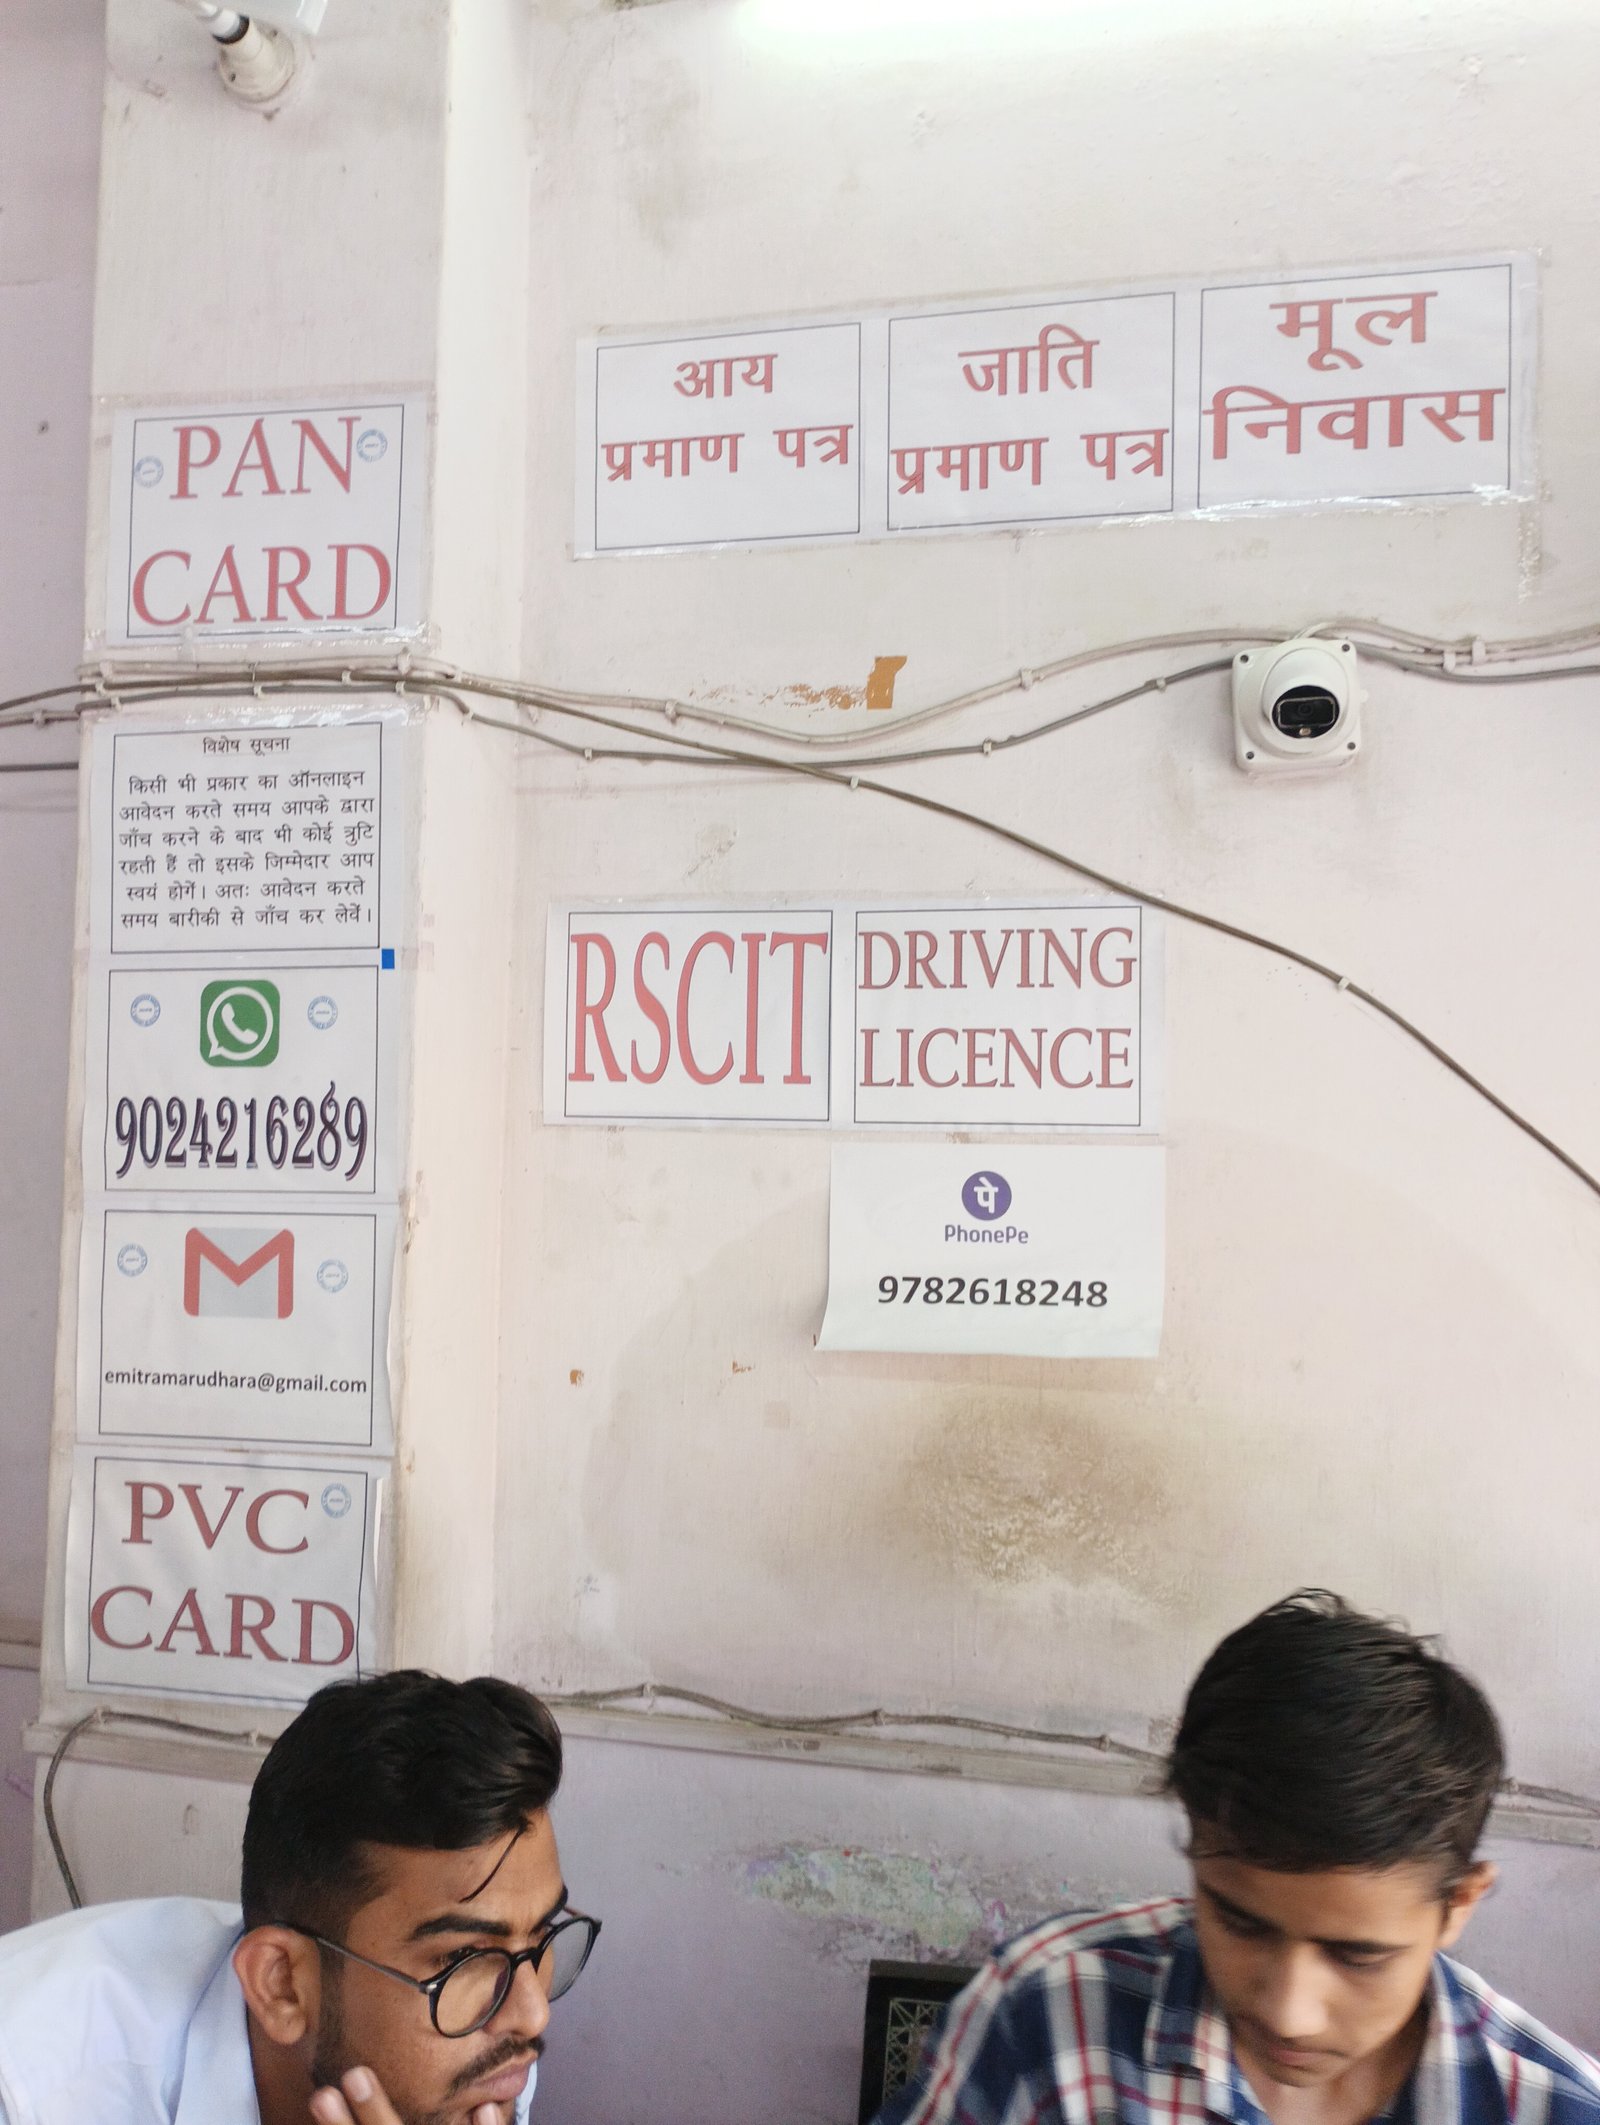 PAN
CARD
विशेष सूचना
किसी भी प्रकार का ऑनलाइन
आवेदन करते समय आपके द्वारा
जाँच करने के बाद भी कोई त्रुटि
रहती हैं तो इसके जिम्मेदार आप
स्वयं होगें। अतः आवेदन करते
समय बारीकी से जाँच कर लेवें।
9024216289
emitramarudhara@gmail.com
PVC
CARD
आय
प्रमाण पत्र
जाति
प्रमाण पत्र
मूल
निवास
RSCIT
DRIVING
LICENCE
पे
PhonePe
9782618248